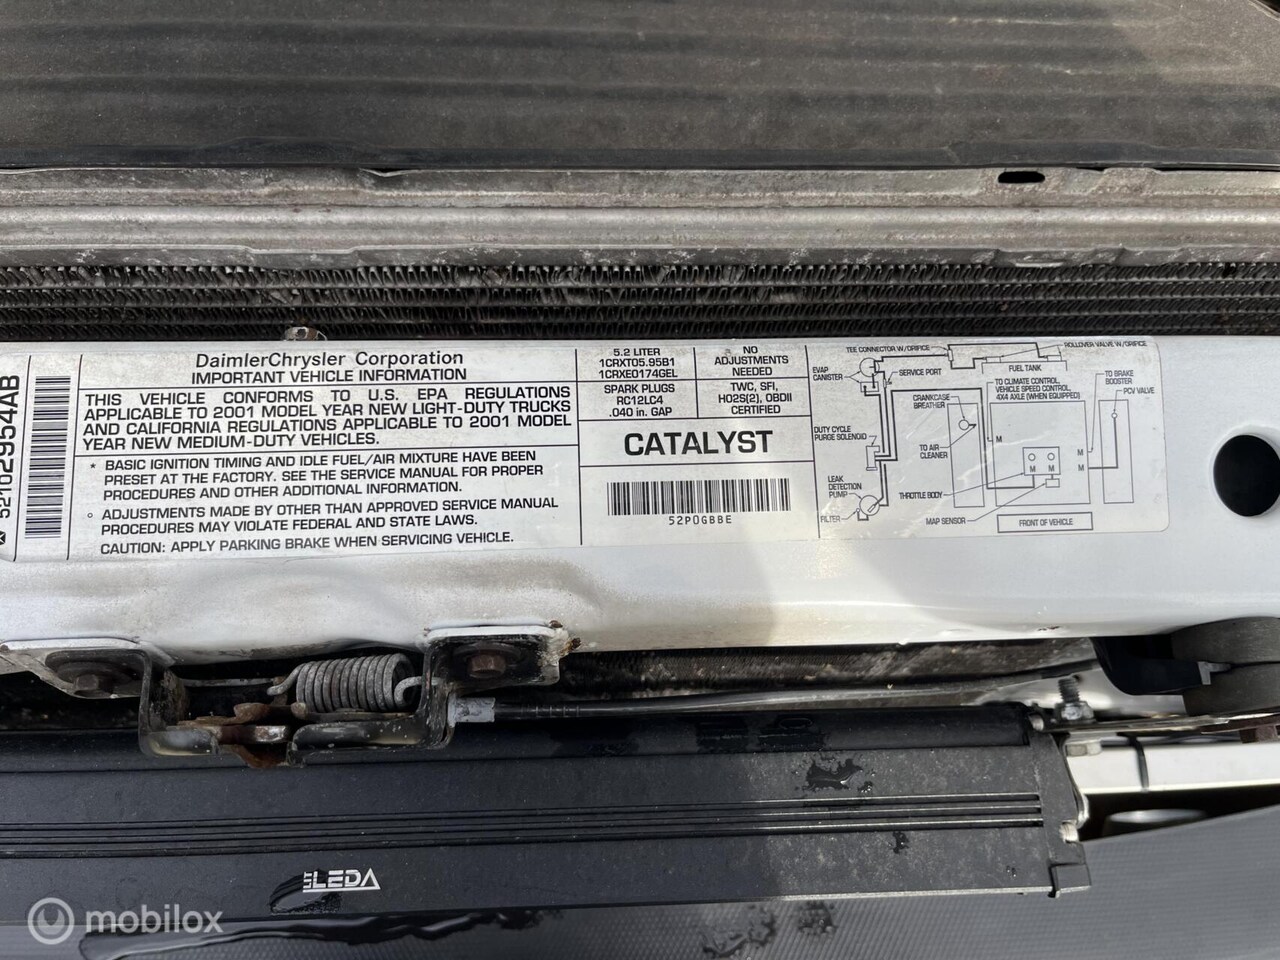 52102954AB
DaimlerChrysler Corporation
IMPORTANT VEHICLE INFORMATION
THIS VEHICLE CONFORMS TO U.S. EPA REGULATIONS
APPLICABLE TO 2001 MODEL YEAR NEW LIGHT-DUTY TRUCKS
AND CALIFORNIA REGULATIONS APPLICABLE TO 2001 MODEL
YEAR NEW MEDIUM-DUTY VEHICLES.
* BASIC IGNITION TIMING AND IDLE FUEL/AIR MIXTURE HAVE BEEN
PRESET AT THE FACTORY. SEE THE SERVICE MANUAL FOR PROPER
PROCEDURES AND OTHER ADDITIONAL INFORMATION.
° ADJUSTMENTS MADE BY OTHER THAN APPROVED SERVICE MANUAL
PROCEDURES MAY VIOLATE FEDERAL AND STATE LAWS.
CAUTION: APPLY PARKING BRAKE WHEN SERVICING VEHICLE.
5.2 LITER
1CRXT05.95B1
1CRXE0174GEL
NO
ADJUSTMENTS
NEEDED
SPARK PLUGS
RC12LC4
.040 in. GAP
TWC, SFI,
HO2S(2), OBDII
CERTIFIED
CATALYST
52P0GBBE
TEE CONNECTOR W/ORIFICE
ROLLOVER VALVE W/ORIFICE
EVAP
CANISTER
SERVICE PORT
FUEL TANK
CRANKCASE
BREATHER
TO CLIMATE CONTROL,
VEHICLE SPEED CONTROL,
4X4 AXLE (WHEN EQUIPPED)
TO BRAKE
BOOSTER
PCV VALVE
DUTY CYCLE
PURGE SOLENOID
TO AIR
CLEANER
M
M
M
M
M
LEAK
DETECTION
PUMP
THROTTLE BODY
FILTER
MAP SENSOR
FRONT OF VEHICLE
LEDA
mobilox